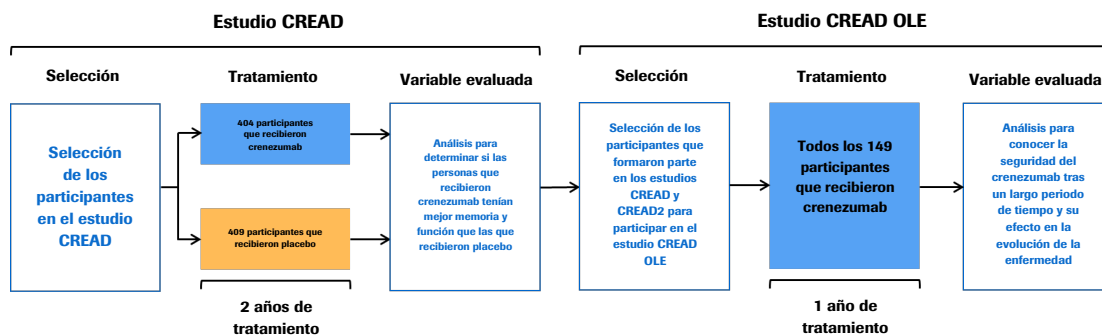 Estudio CREAD
Estudio CREAD OLE
Selección
Tratamiento
Variable evaluada
Selección
Tratamiento
Variable evaluada
Selección
de los
participantes
en el estudio
CREAD
404 participantes
que recibieron
crenezumab
409 participantes que
recibieron placebo
Análisis para
determinar si las
personas que
recibieron
crenezumab tenían
mejor memoria y
función que las que
recibieron placebo
Selección de los
participantes que
formaron parte
en los estudios
CREAD y
CREAD2 para
participar en el
estudio CREAD
OLE
Todos los 149
participantes
que recibieron
crenezumab
Análisis para
conocer la
seguridad del
crenezumab tras
un largo periodo
de tiempo y su
efecto en la
evolución de la
enfermedad
2 años de
tratamiento
1 año de
tratamiento